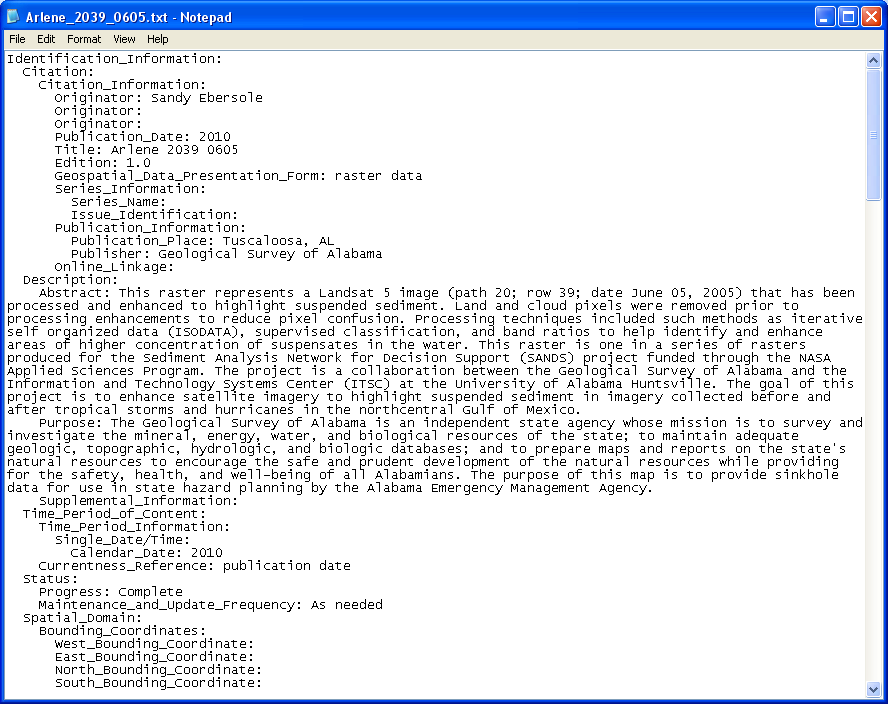 Arlene_2039_0605.txt - Notepad
File Edit Format View Help
Identification_Information:
Citation:
Citation_Information:
Originator: Sandy Ebersole
Originator:
Originator:
Publication_Date: 2010
Title: Arlene 2039 0605
Edition: 1.0
Geospatial_Data_Presentation_Form: raster data
Series_Information:
Series_Name:
Issue_Identification:
Publication_Information:
Publication_Place: Tuscaloosa, AL
Publisher: Geological Survey of Alabama
Online_Linkage:
Description:
Abstract: This raster represents a Landsat 5 image (path 20; row 39; date June 05, 2005) that has been
processed and enhanced to highlight suspended sediment. Land and cloud pixels were removed prior to
processing enhancements to reduce pixel confusion. Processing techniques included such methods as iterative
self organized data (ISODATA), supervised classification, and band ratios to help identify and enhance
areas of higher concentration of suspensates in the water. This raster is one in a series of rasters
produced for the Sediment Analysis Network for Decision Support (SANDS) project funded through the NASA
Applied Sciences Program. The project is a collaboration between the Geological Survey of Alabama and the
Information and Technology Systems Center (ITSC) at the University of Alabama Huntsville. The goal of this
project is to enhance satellite imagery to highlight suspended sediment in imagery collected before and
after tropical storms and hurricanes in the northcentral Gulf of Mexico.
Purpose: The Geological Survey of Alabama is an independent state agency whose mission is to survey and
investigate the mineral, energy, water, and biological resources of the state; to maintain adequate
geologic, topographic, hydrologic, and biologic databases; and to prepare maps and reports on the state's
natural resources to encourage the safe and prudent development of the natural resources while providing
for the safety, health, and well-being of all Alabamians. The purpose of this map is to provide sinkhole
data for use in state hazard planning by the Alabama Emergency Management Agency.
Supplemental_Information:
Time_Period_of_Content:
Time_Period_Information:
Single_Date/Time:
Calendar_Date: 2010
Currentness_Reference: publication date
Status:
Progress: Complete
Maintenance_and_Update_Frequency: As needed
Spatial_Domain:
Bounding_Coordinates:
West_Bounding_Coordinate:
East_Bounding_Coordinate:
North_Bounding_Coordinate:
South_Bounding_Coordinate: